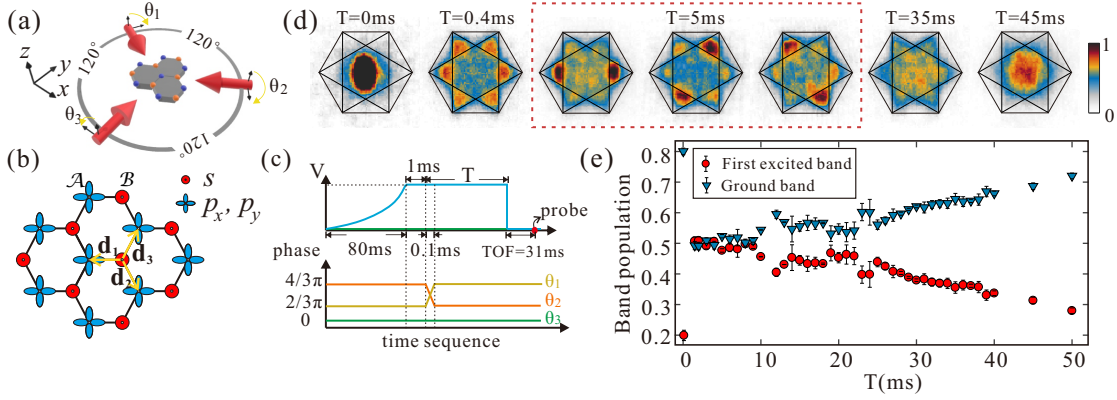 (a)
θ₁
120°
120°
120°
z
y
x
θ₂
θ₃
(b)
𝒜
ℬ
s
pₓ, p_y
d₁
d₂
d₃
(c)
V
1ms
T
probe
80ms
0.1ms
TOF=31ms
phase
4/3π
2/3π
0
θ₁
θ₂
θ₃
time sequence
(d)
T=0ms
T=0.4ms
T=5ms
T=35ms
T=45ms
1
0
(e)
Band population
0.8
0.7
0.6
0.5
0.4
0.3
0.2
First excited band
Ground band
0
10
20
30
40
50
T(ms)